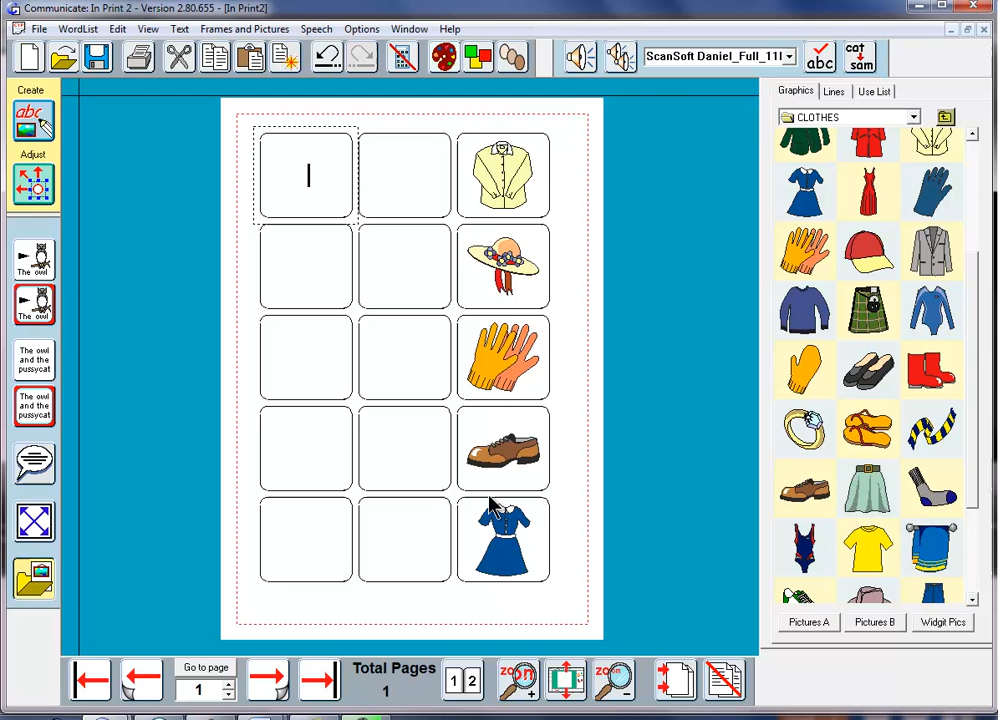 Communicate: In Print 2 - Version 2.80.655 - [In Print2]
File WordList Edit View Text Frames and Pictures Speech Options Window Help
abc
cat
sam
ScanSoft Daniel_Full_11
Create
abc
Adjust
The owl
The owl
The owl
and the
pussycat
The owl
and the
pussycat
Graphics Lines Use List
CLOTHES
Pictures A Pictures B Widgit Pics
Go to page
1
Total Pages
1
1 2
zoom
+
zoom
-